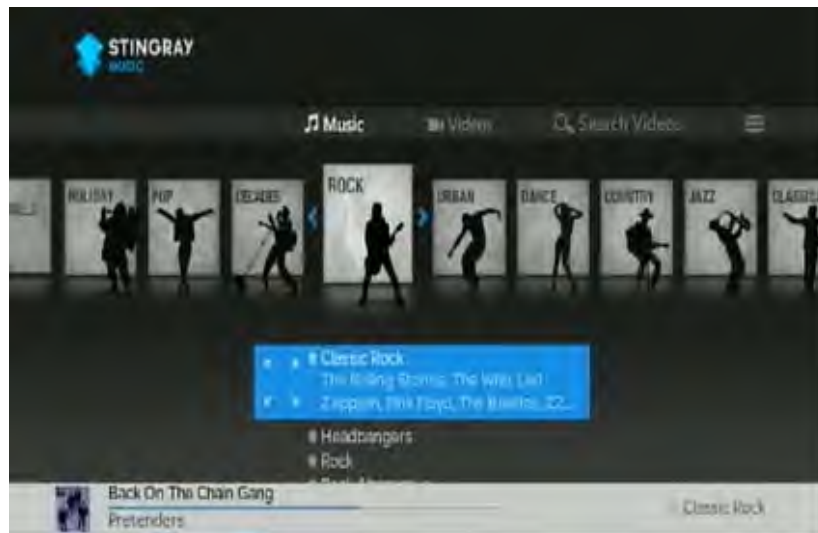 STINGRAY
MUSIC
Music
Videos
Search Videos
HOLIDAY
POP
DECADES
ROCK
URBAN
DANCE
COUNTRY
JAZZ
CLASSIC
# Classic Rock
The Rolling Stones, The Who, Led
Zeppelin, Pink Floyd, The Beatles, ZZ...
# Headbangers
# Rock
Back On The Chain Gang
Pretenders
Classic Rock